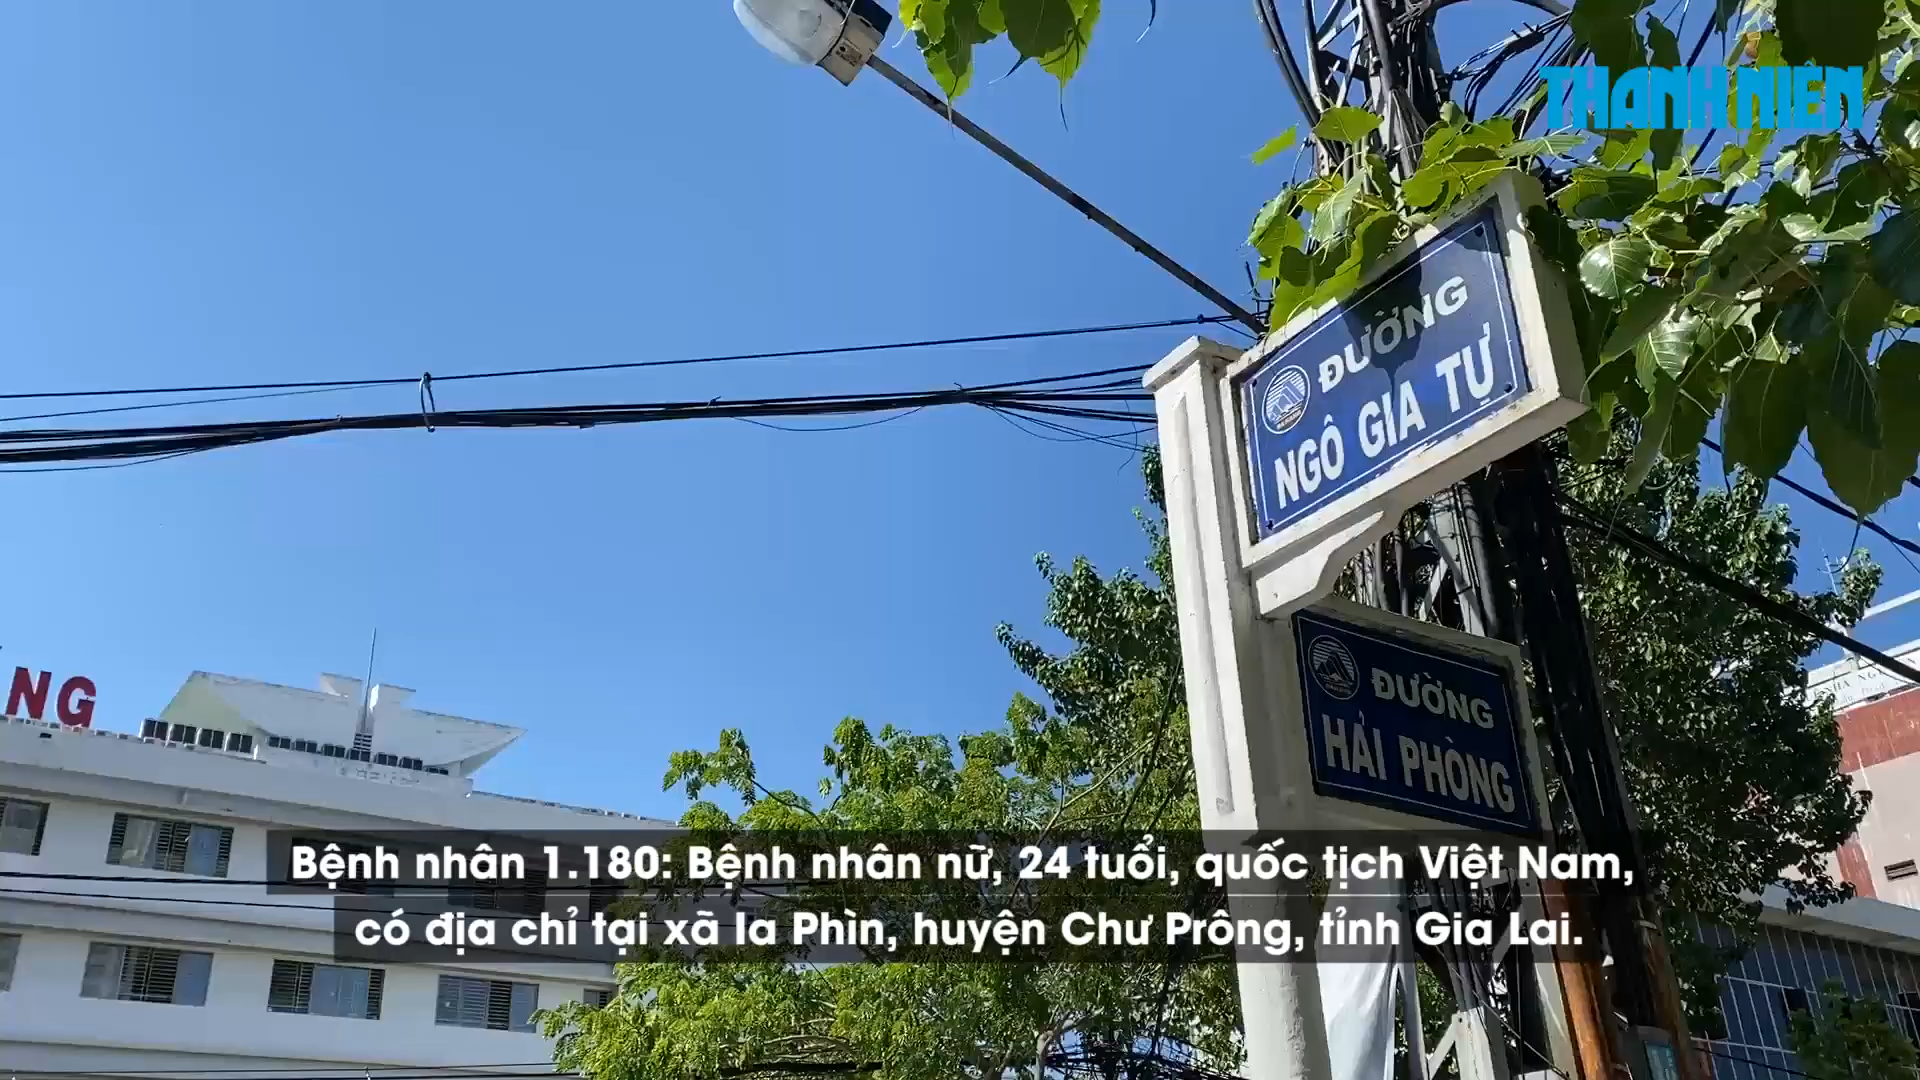 THANH NIÊN
ĐƯỜNG
NGÔ GIA TỰ
ĐƯỜNG
HẢI PHÒNG
NG
Bệnh nhân 1.180: Bệnh nhân nữ, 24 tuổi, quốc tịch Việt Nam,
có địa chỉ tại xã Ia Phìn, huyện Chư Prông, tỉnh Gia Lai.